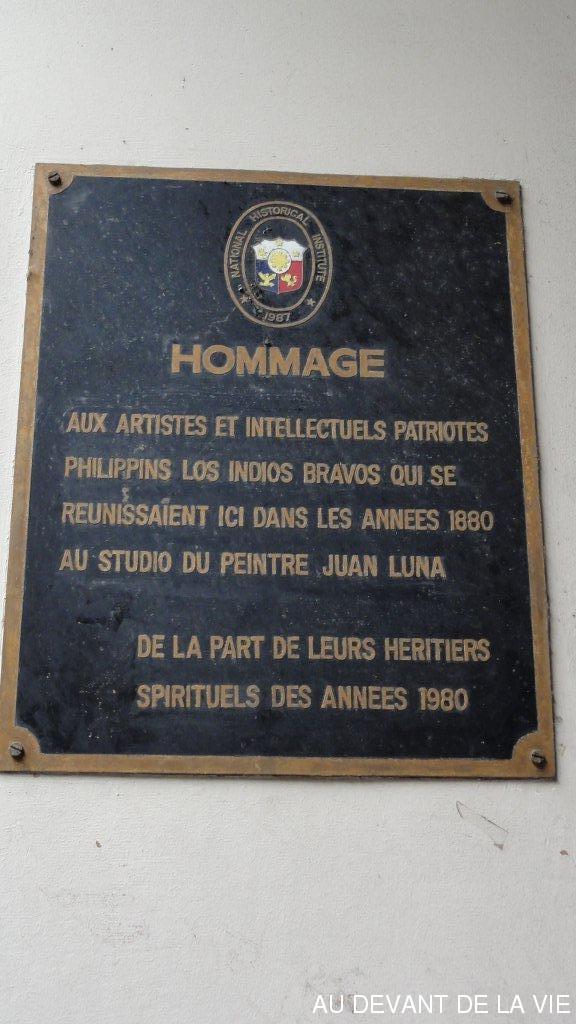 NATIONAL HISTORICAL INSTITUTE
1987
HOMMAGE
AUX ARTISTES ET INTELLECTUELS PATRIOTES
PHILIPPINS LOS INDIOS BRAVOS QUI SE
REUNISSAIENT ICI DANS LES ANNEES 1880
AU STUDIO DU PEINTRE JUAN LUNA
DE LA PART DE LEURS HERITIERS
SPIRITUELS DES ANNEES 1980
AU DEVANT DE LA VIE